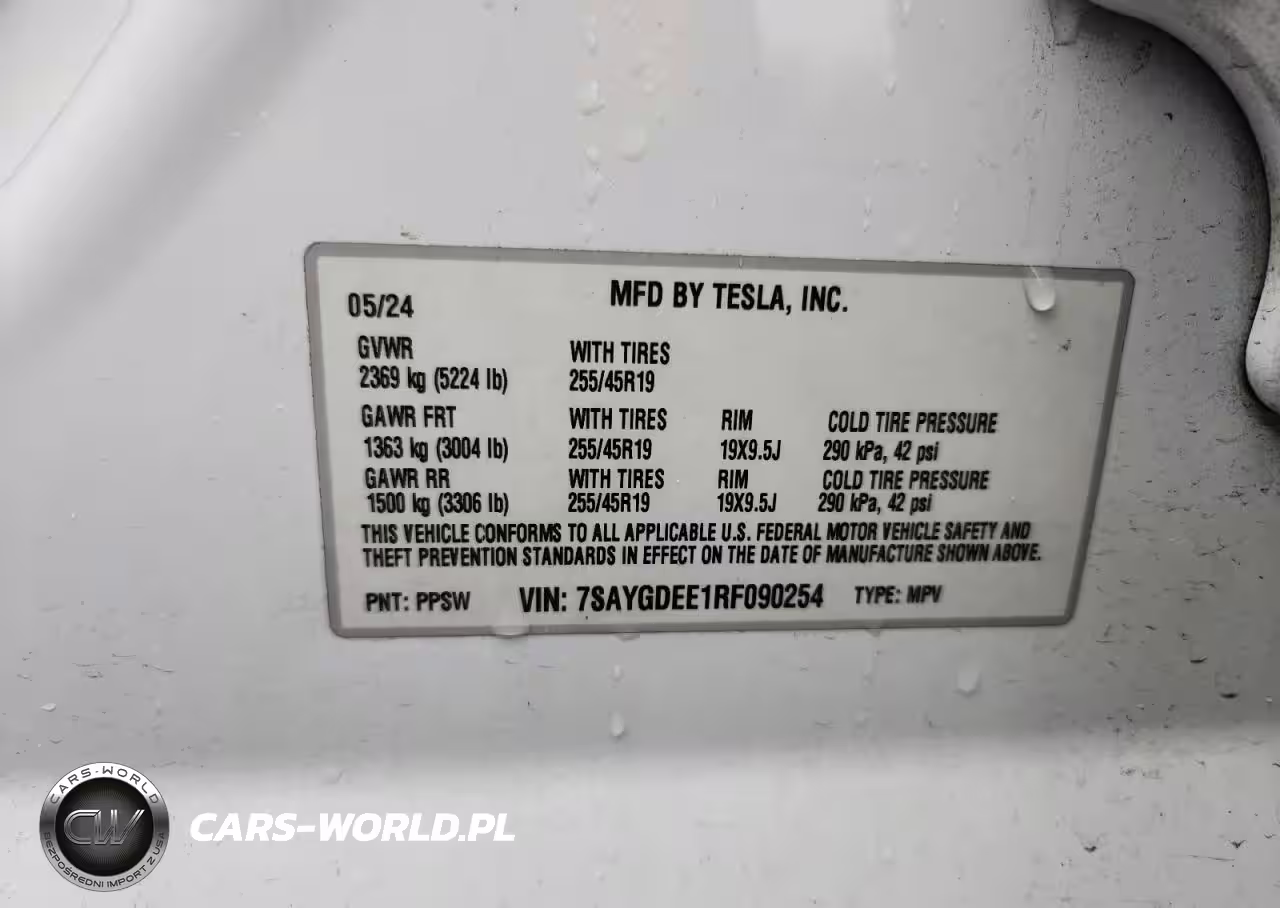 05/24 MFD BY TESLA, INC.
GVWR WITH TIRES
2369 kg (5224 lb) 255/45R19
GAWR FRT WITH TIRES RIM COLD TIRE PRESSURE
1363 kg (3004 lb) 255/45R19 19X9.5J 290 kPa, 42 psi
GAWR RR WITH TIRES RIM COLD TIRE PRESSURE
1500 kg (3306 lb) 255/45R19 19X9.5J 290 kPa, 42 psi
THIS VEHICLE CONFORMS TO ALL APPLICABLE U.S. FEDERAL MOTOR VEHICLE SAFETY AND
THEFT PREVENTION STANDARDS IN EFFECT ON THE DATE OF MANUFACTURE SHOWN ABOVE.
PNT: PPSW VIN: 7SAYGDEE1RF090254 TYPE: MPV
CARS-WORLD
CW
BEZPOŚREDNI IMPORT Z USA
CARS-WORLD.PL